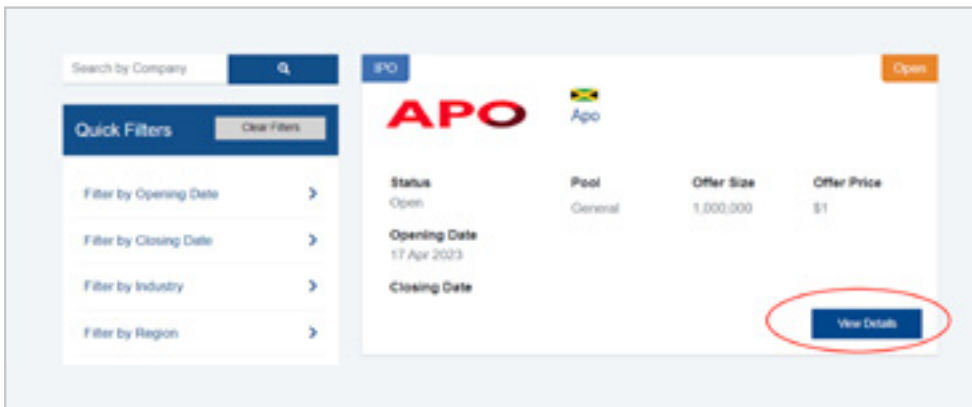 Search by Company
Quick Filters
Clear Filters
Filter by Opening Date
Filter by Closing Date
Filter by Industry
Filter by Region
IPO
Open
APO
Apo
Status
Open
Pool
General
Offer Size
1,000,000
Offer Price
$1
Opening Date
17 Apr 2023
Closing Date
View Details